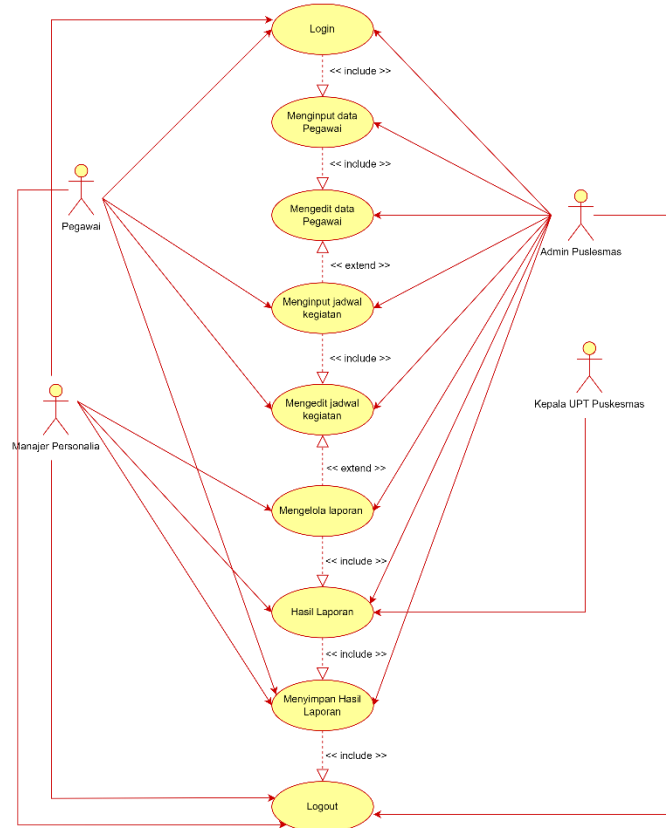 Login
<< include >>
Menginput data
Pegawai
<< include >>
Pegawai
Mengedit data
Pegawai
Admin Puslesmas
<< extend >>
Menginput jadwal
kegiatan
<< include >>
Kepala UPT Puskesmas
Mengedit jadwal
kegiatan
Manajer Personalia
<< extend >>
Mengelola laporan
<< include >>
Hasil Laporan
<< include >>
Menyimpan Hasil
Laporan
<< include >>
Logout